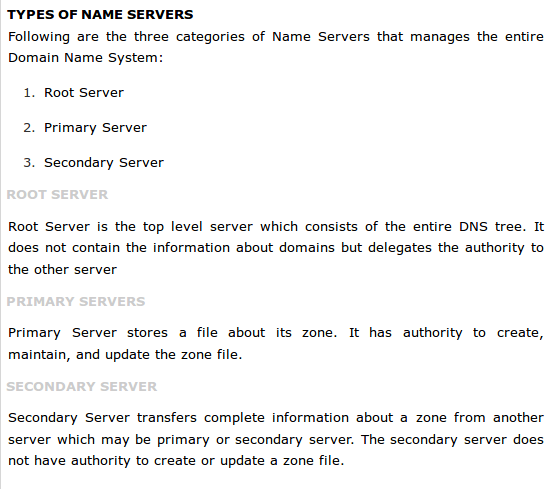 TYPES OF NAME SERVERS
Following are the three categories of Name Servers that manages the entire
Domain Name System:
1. Root Server
2. Primary Server
3. Secondary Server
ROOT SERVER
Root Server is the top level server which consists of the entire DNS tree. It
does not contain the information about domains but delegates the authority to
the other server
PRIMARY SERVERS
Primary Server stores a file about its zone. It has authority to create,
maintain, and update the zone file.
SECONDARY SERVER
Secondary Server transfers complete information about a zone from another
server which may be primary or secondary server. The secondary server does
not have authority to create or update a zone file.